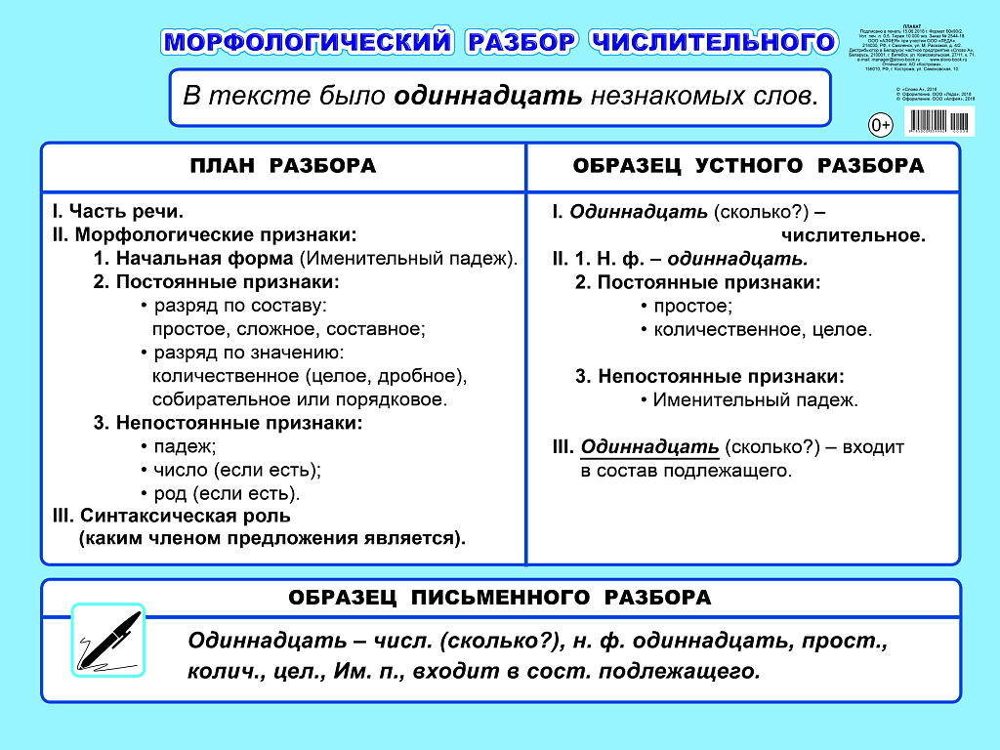 МОРФОЛОГИЧЕСКИЙ РАЗБОР ЧИСЛИТЕЛЬНОГО
ПЛАКАТ
В тексте было одиннадцать незнакомых слов.
0+
ПЛАН РАЗБОРА
I. Часть речи.
II. Морфологические признаки:
1. Начальная форма (Именительный падеж).
2. Постоянные признаки:
• разряд по составу:
простое, сложное, составное;
• разряд по значению:
количественное (целое, дробное),
собирательное или порядковое.
3. Непостоянные признаки:
• падеж;
• число (если есть);
• род (если есть).
III. Синтаксическая роль
(каким членом предложения является).
ОБРАЗЕЦ УСТНОГО РАЗБОРА
I. Одиннадцать (сколько?) –
числительное.
II. 1. Н. ф. – одиннадцать.
2. Постоянные признаки:
• простое;
• количественное, целое.
3. Непостоянные признаки:
• Именительный падеж.
III. Одиннадцать (сколько?) – входит
в состав подлежащего.
ОБРАЗЕЦ ПИСЬМЕННОГО РАЗБОРА
Одиннадцать – числ. (сколько?), н. ф. одиннадцать, прост.,
колич., цел., Им. п., входит в сост. подлежащего.